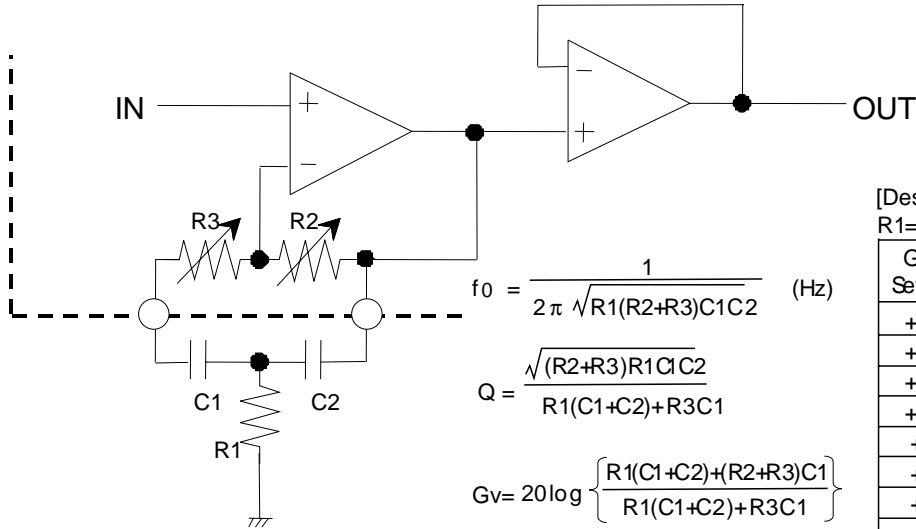 IN
+
−
−
+
OUT
R3
R2
[Des
R1=
G
Se
f0 = 1 / 2π √R1(R2+R3)C1C2 (Hz)
C1
C2
R1
Q = √(R2+R3)R1C1C2 / R1(C1+C2)+R3C1
Gv= 20log { R1(C1+C2)+(R2+R3)C1 / R1(C1+C2)+R3C1 }
+
+
+
+
+
+
+